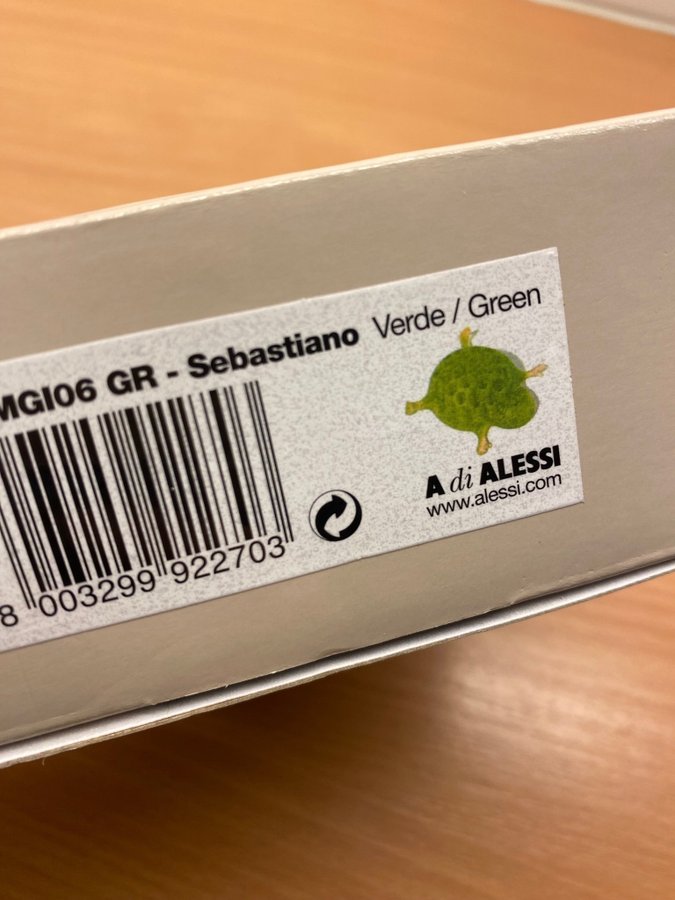 MGI06 GR - Sebastiano Verde / Green
8 003299 922703
A di ALESSI
www.alessi.com